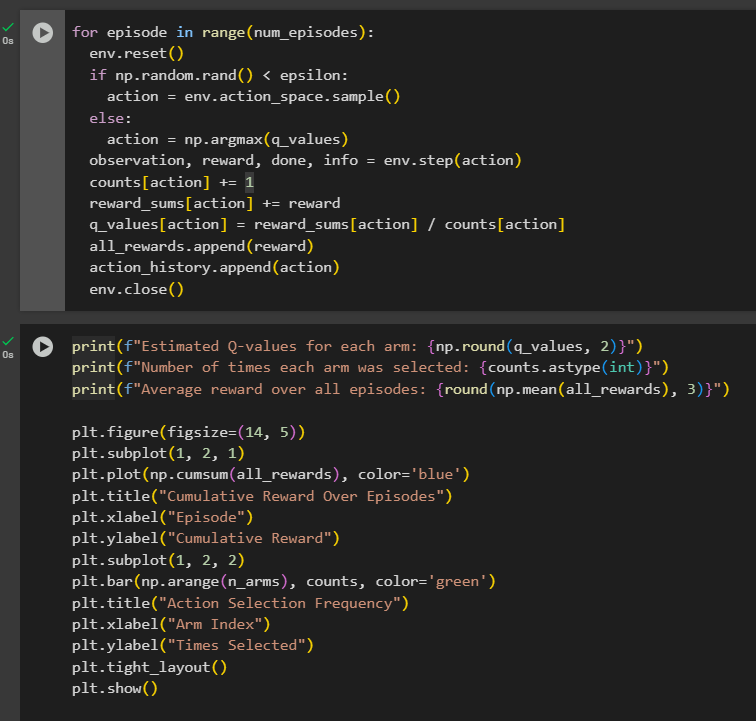 0s
for episode in range(num_episodes):
  env.reset()
  if np.random.rand() < epsilon:
    action = env.action_space.sample()
  else:
    action = np.argmax(q_values)
  observation, reward, done, info = env.step(action)
  counts[action] += 1
  reward_sums[action] += reward
  q_values[action] = reward_sums[action] / counts[action]
  all_rewards.append(reward)
  action_history.append(action)
  env.close()
0s
print(f"Estimated Q-values for each arm: {np.round(q_values, 2)}")
print(f"Number of times each arm was selected: {counts.astype(int)}")
print(f"Average reward over all episodes: {round(np.mean(all_rewards), 3)}")

plt.figure(figsize=(14, 5))
plt.subplot(1, 2, 1)
plt.plot(np.cumsum(all_rewards), color='blue')
plt.title("Cumulative Reward Over Episodes")
plt.xlabel("Episode")
plt.ylabel("Cumulative Reward")
plt.subplot(1, 2, 2)
plt.bar(np.arange(n_arms), counts, color='green')
plt.title("Action Selection Frequency")
plt.xlabel("Arm Index")
plt.ylabel("Times Selected")
plt.tight_layout()
plt.show()